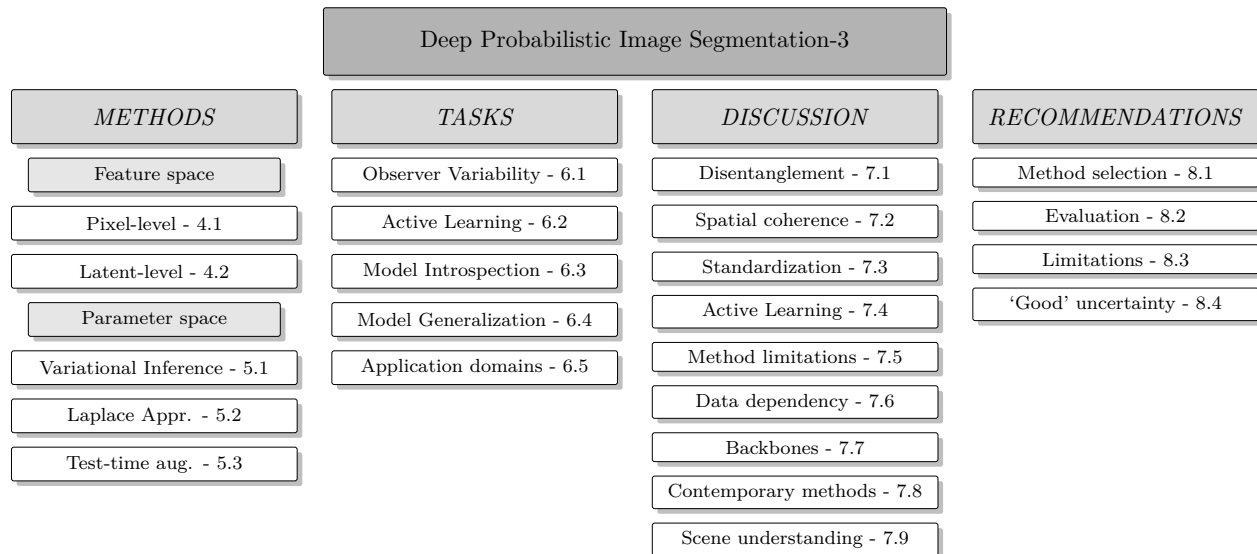 Deep Probabilistic Image Segmentation-3
METHODS
Feature space
Pixel-level - 4.1
Latent-level - 4.2
Parameter space
Variational Inference - 5.1
Laplace Appr. - 5.2
Test-time aug. - 5.3
TASKS
Observer Variability - 6.1
Active Learning - 6.2
Model Introspection - 6.3
Model Generalization - 6.4
Application domains - 6.5
DISCUSSION
Disentanglement - 7.1
Spatial coherence - 7.2
Standardization - 7.3
Active Learning - 7.4
Method limitations - 7.5
Data dependency - 7.6
Backbones - 7.7
Contemporary methods - 7.8
Scene understanding - 7.9
RECOMMENDATIONS
Method selection - 8.1
Evaluation - 8.2
Limitations - 8.3
‘Good’ uncertainty - 8.4